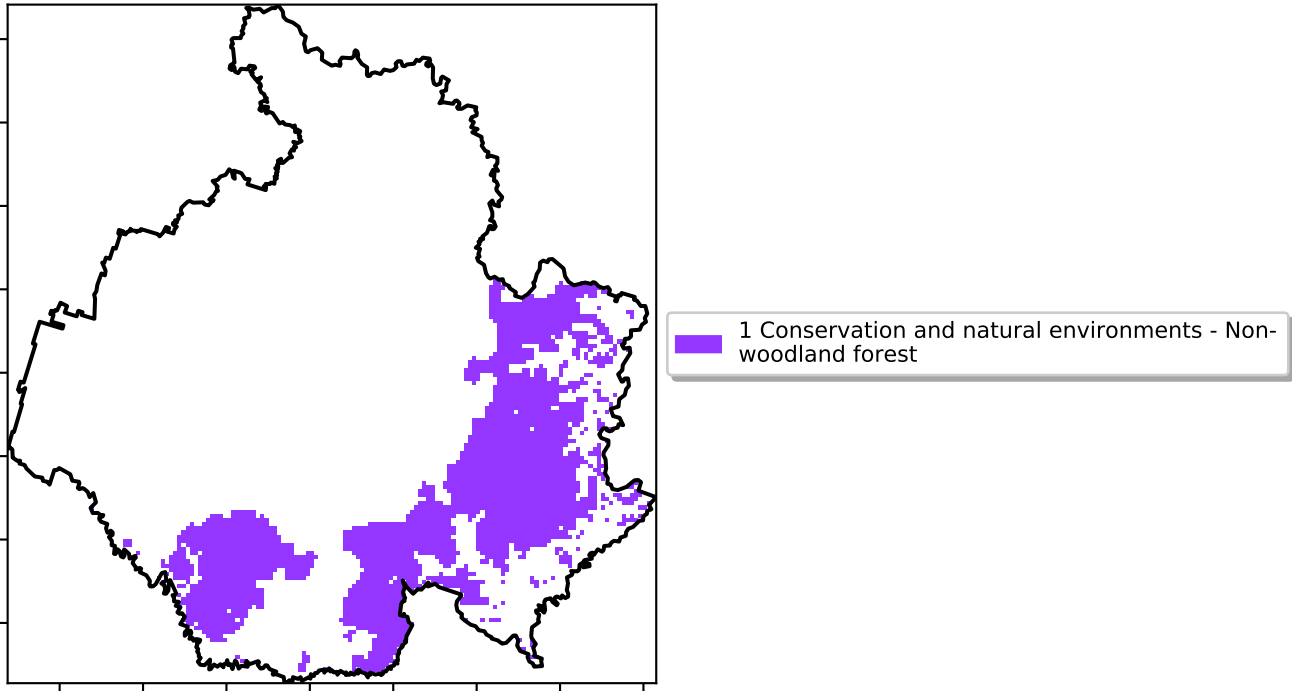 1 Conservation and natural environments - Non-
woodland forest